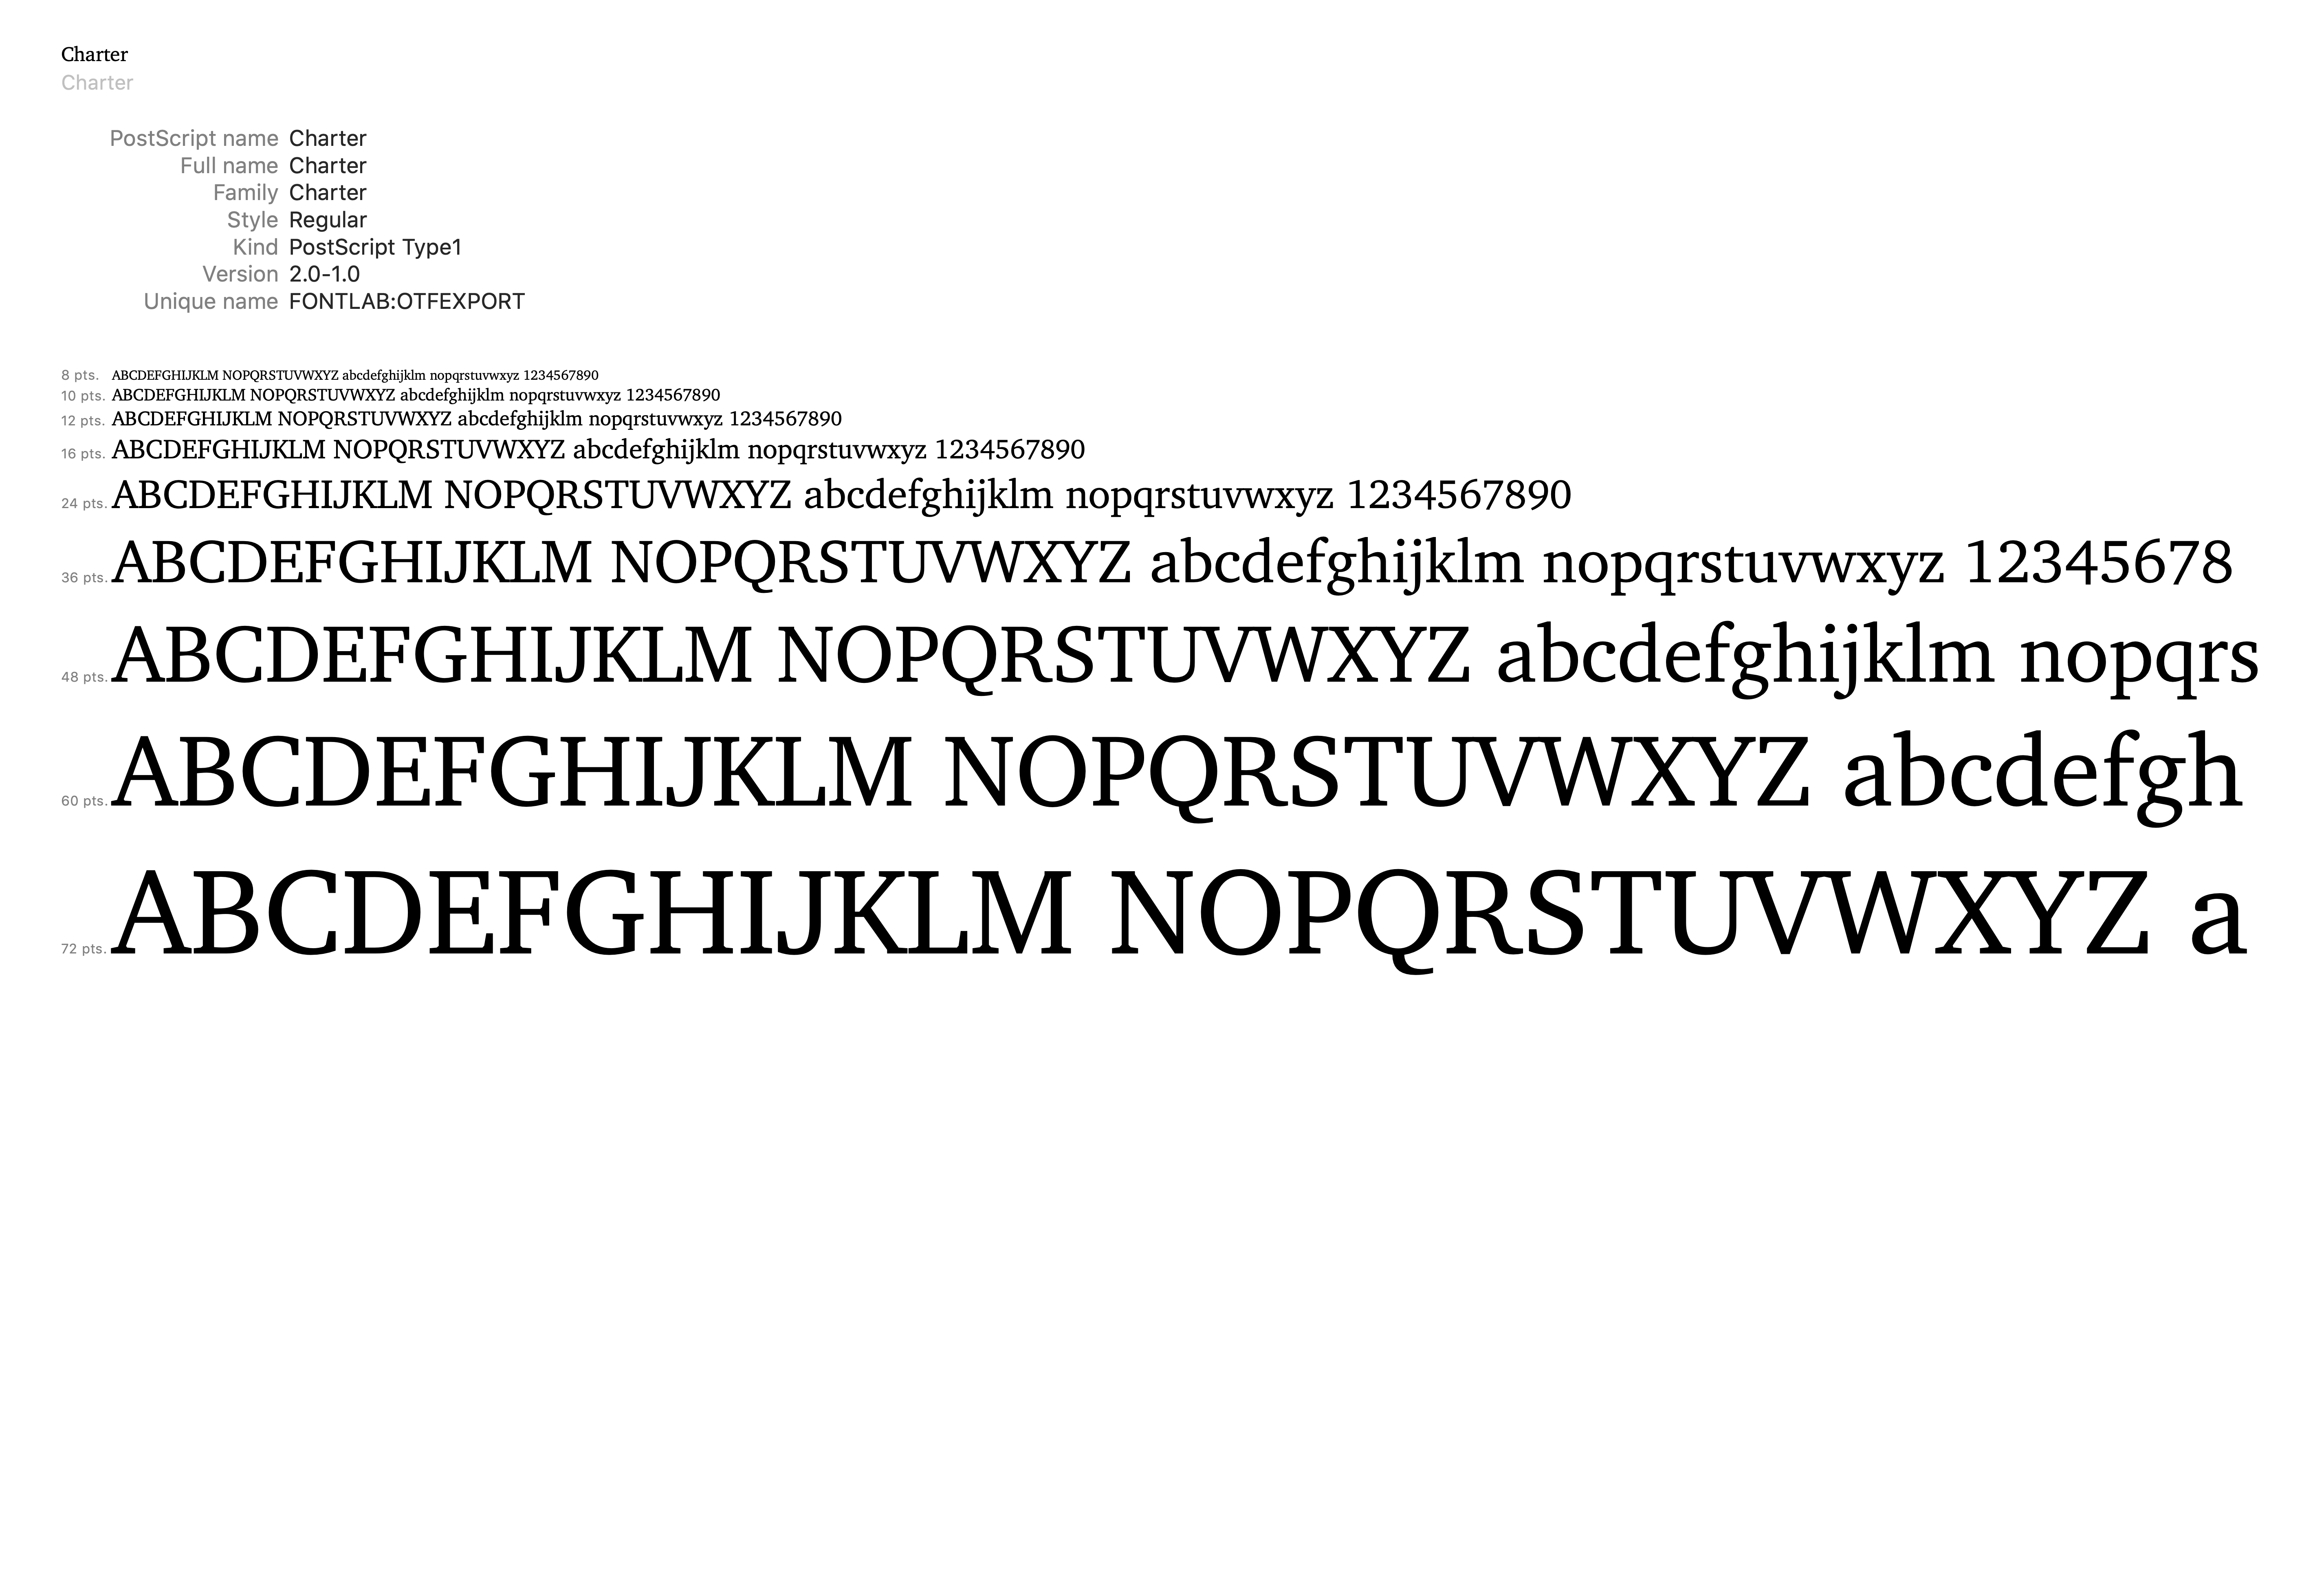 Charter
Charter
PostScript name Charter
Full name Charter
Family Charter
Style Regular
Kind PostScript Type1
Version 2.0-1.0
Unique name FONTLAB:OTFEXPORT
8 pts. ABCDEFGHIJKLM NOPQRSTUVWXYZ abcdefghijklm nopqrstuvwxyz 1234567890
10 pts. ABCDEFGHIJKLM NOPQRSTUVWXYZ abcdefghijklm nopqrstuvwxyz 1234567890
12 pts. ABCDEFGHIJKLM NOPQRSTUVWXYZ abcdefghijklm nopqrstuvwxyz 1234567890
16 pts. ABCDEFGHIJKLM NOPQRSTUVWXYZ abcdefghijklm nopqrstuvwxyz 1234567890
24 pts. ABCDEFGHIJKLM NOPQRSTUVWXYZ abcdefghijklm nopqrstuvwxyz 1234567890
36 pts. ABCDEFGHIJKLM NOPQRSTUVWXYZ abcdefghijklm nopqrstuvwxyz 12345678
48 pts. ABCDEFGHIJKLM NOPQRSTUVWXYZ abcdefghijklm nopqrs
60 pts. ABCDEFGHIJKLM NOPQRSTUVWXYZ abcdefgh
72 pts. ABCDEFGHIJKLM NOPQRSTUVWXYZ a